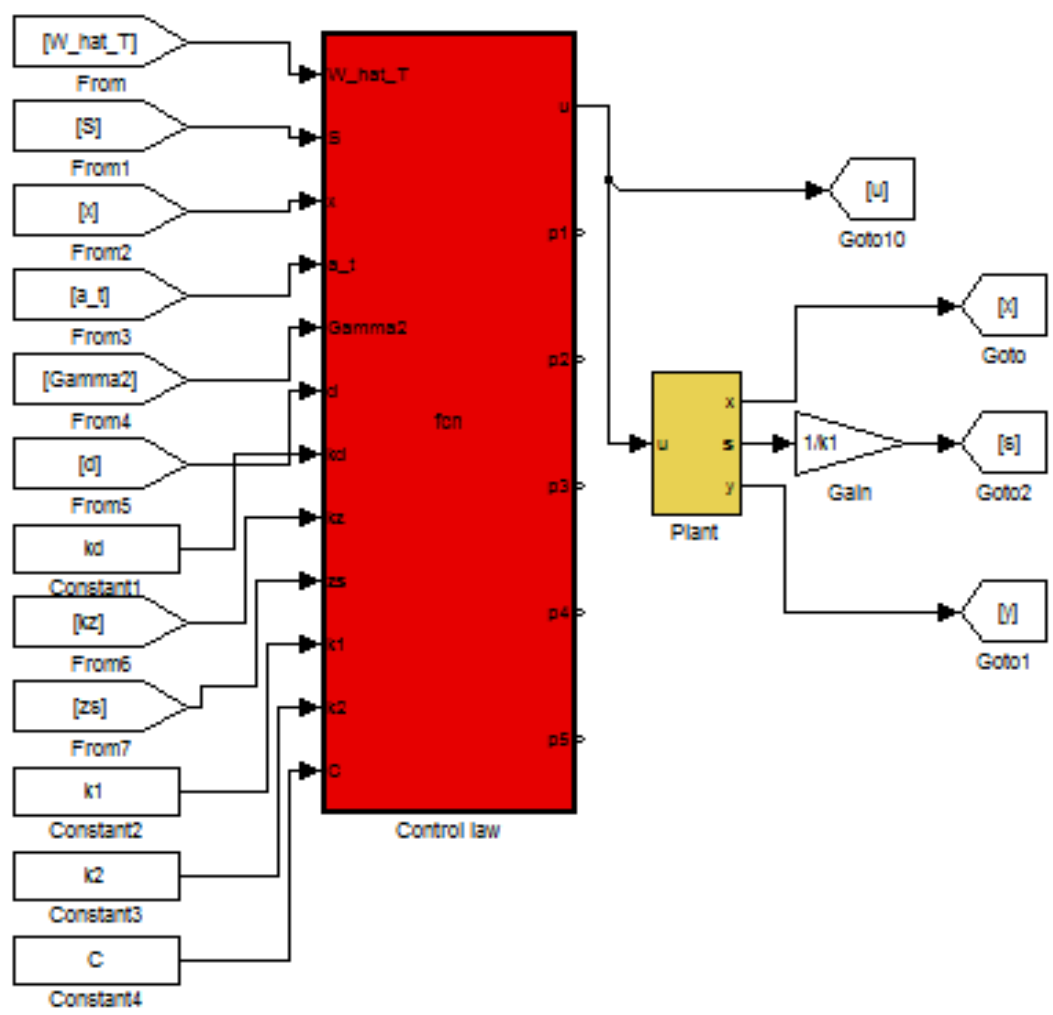 [W_hat_T]
From
[S]
From1
[x]
From2
[a_t]
From3
[Gamma2]
From4
[d]
From5
kd
Constant1
[kz]
From6
[zs]
From7
k1
Constant2
k2
Constant3
C
Constant4
W_hat_T
S
x
a_t
Gamma2
d
kd
kz
zs
k1
k2
C
fcn
u
p1
p2
p3
p4
p5
Control law
u
x
s
y
Plant
1/k1
Gain
[u]
Goto10
[x]
Goto
[s]
Goto2
[y]
Goto1